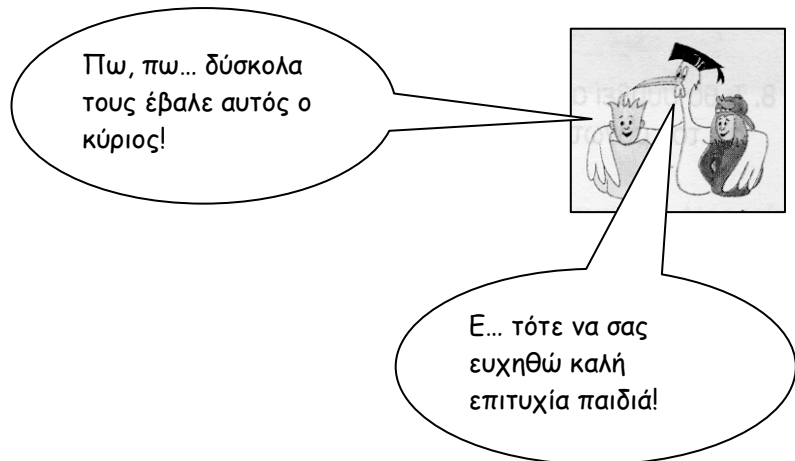 Πω, πω... δύσκολα
τους έβαλε αυτός ο
κύριος!
Ε... τότε να σας
ευχηθώ καλή
επιτυχία παιδιά!